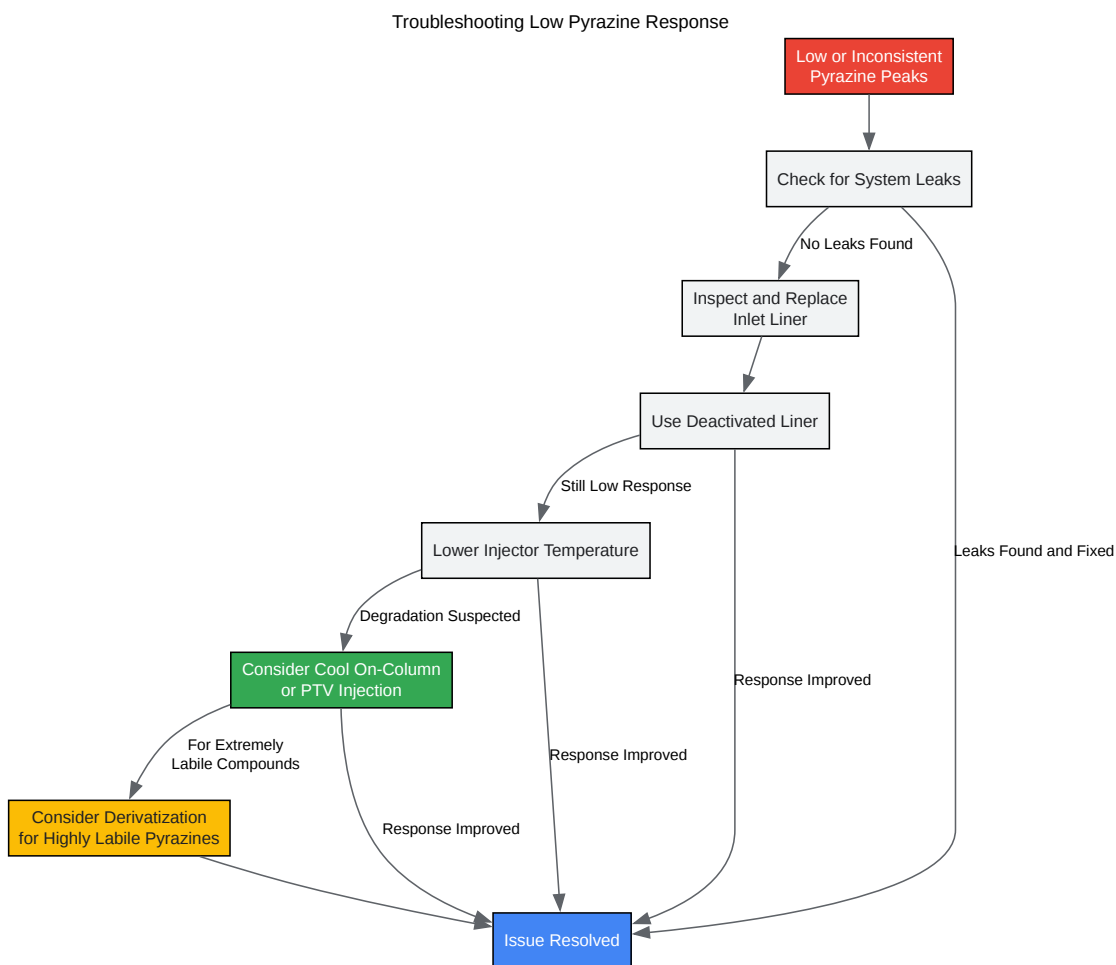 Troubleshooting Low Pyrazine Response
Low or Inconsistent
Pyrazine Peaks
Check for System Leaks
No Leaks Found
Inspect and Replace
Inlet Liner
Use Deactivated Liner
Still Low Response
Lower Injector Temperature
Leaks Found and Fixed
Degradation Suspected
Consider Cool On-Column
or PTV Injection
Response Improved
For Extremely
Labile Compounds
Response Improved
Consider Derivatization
for Highly Labile Pyrazines
Response Improved
Issue Resolved